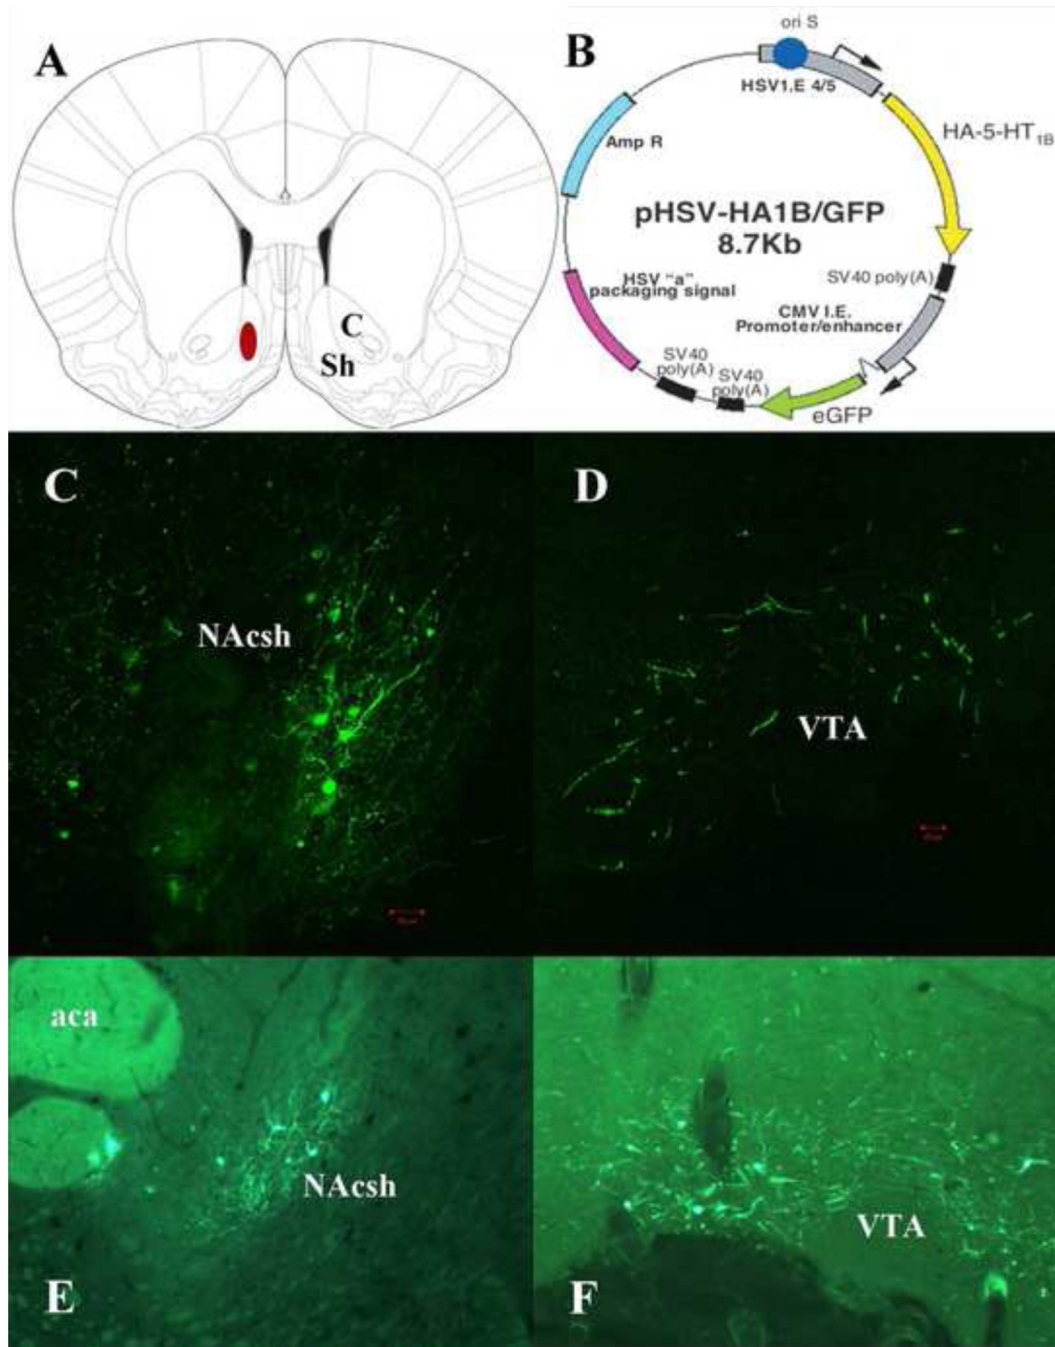 A
C
Sh
B
ori S
HSV1.E 4/5
HA-5-HT1B
Amp R
pHSV-HA1B/GFP
8.7Kb
SV40 poly(A)
HSV "a"
packaging signal
CMV I.E.
Promoter/enhancer
SV40
poly(A)
SV40
poly(A)
eGFP
C
NAcsh
D
VTA
aca
NAcsh
E
VTA
F